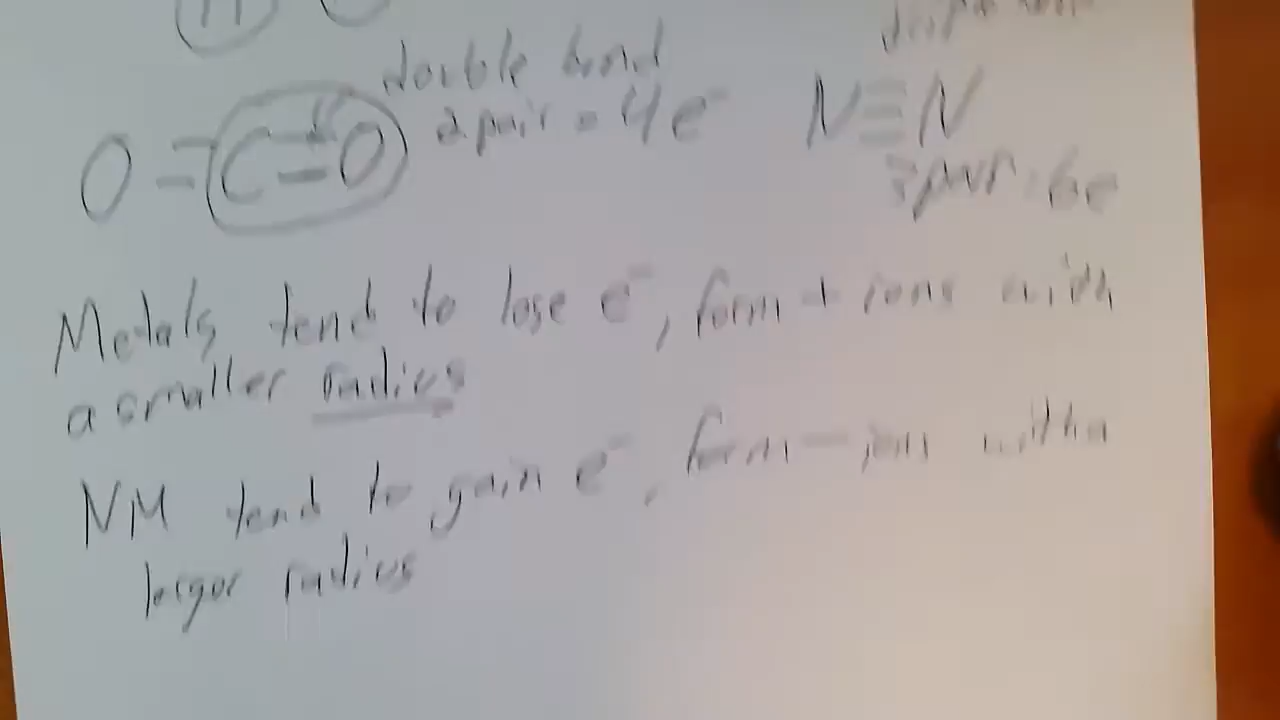 H
double bond
O=C=O 2 pair = 4e⁻ N≡N
3 pair = 6e
Metals tend to lose e⁻, form + ions with
a smaller radius
NM tend to gain e⁻, form - ions with a
larger radius